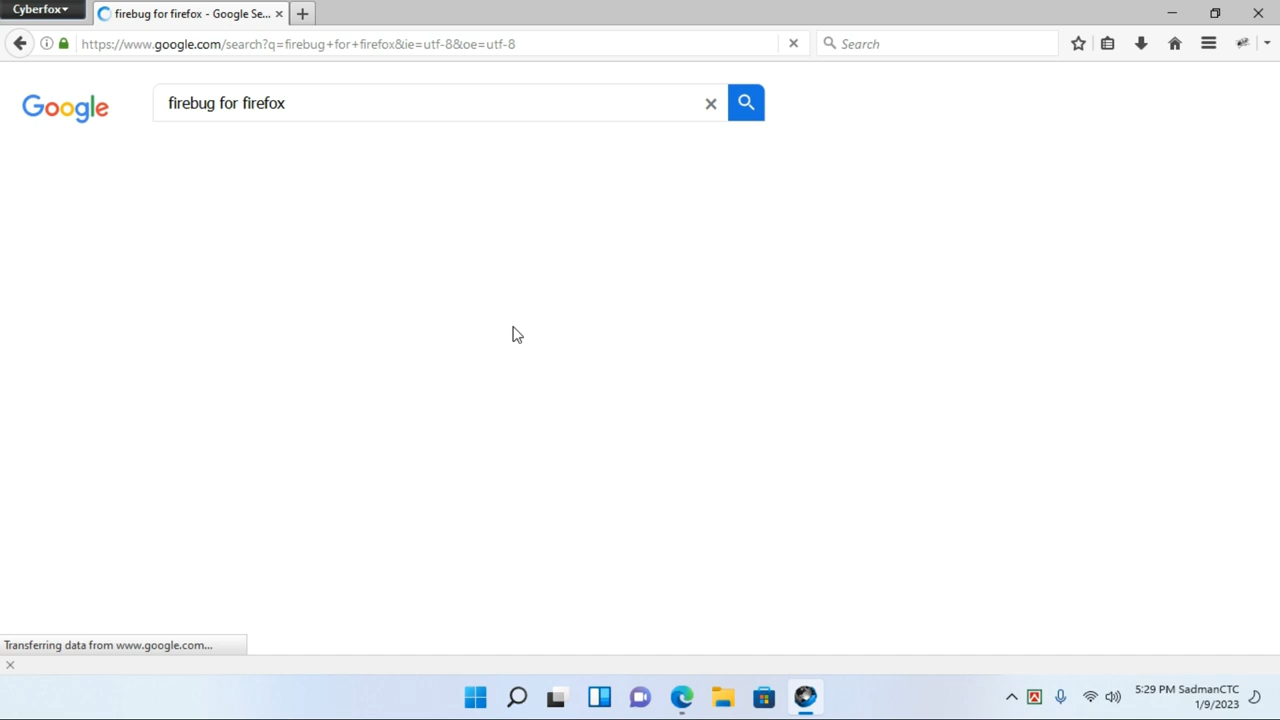 Cyberfox
firebug for firefox - Google Se...
https://www.google.com/search?q=firebug+for+firefox&ie=utf-8&oe=utf-8
Search
Google
firebug for firefox
Transferring data from www.google.com...
5:29 PM SadmanCTC
1/9/2023